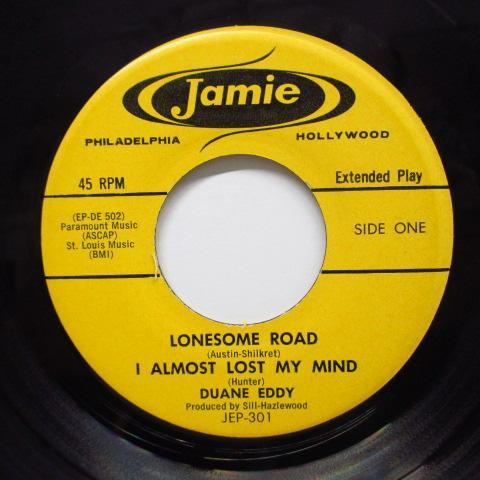 Jamie
PHILADELPHIA HOLLYWOOD
45 RPM Extended Play
(EP-DE 502)
Paramount Music
(ASCAP)
St. Louis Music
(BMI)
SIDE ONE
LONESOME ROAD
(Austin-Shilkret)
I ALMOST LOST MY MIND
(Hunter)
DUANE EDDY
Produced by Sill-Hazlewood
JEP-301